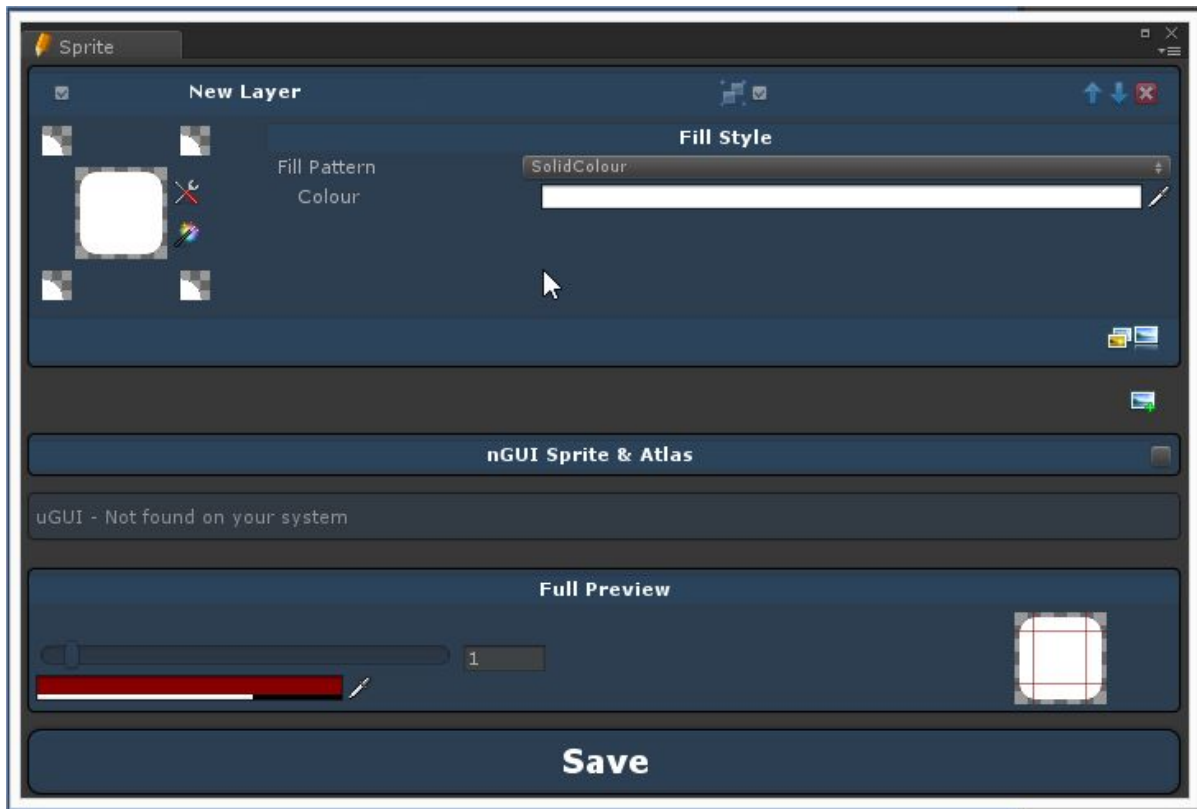 Sprite
New Layer
Fill Style
Fill Pattern
SolidColour
Colour
nGUI Sprite & Atlas
uGUI - Not found on your system
Full Preview
1
Save